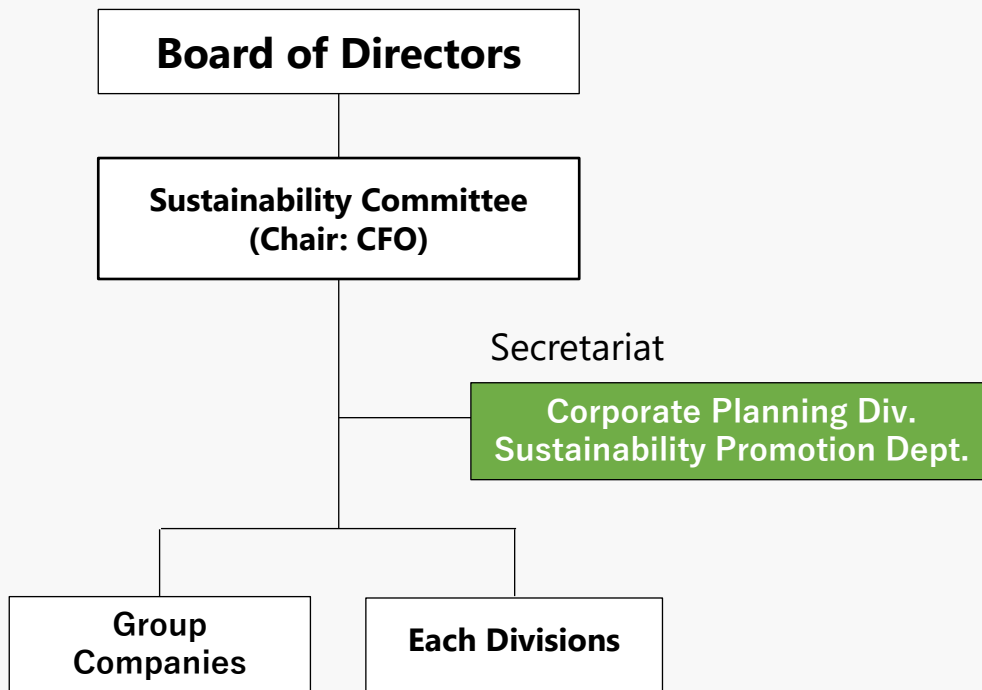 Board of Directors
Sustainability Committee
(Chair: CFO)
Secretariat
Corporate Planning Div.
Sustainability Promotion Dept.
Group
Companies
Each Divisions